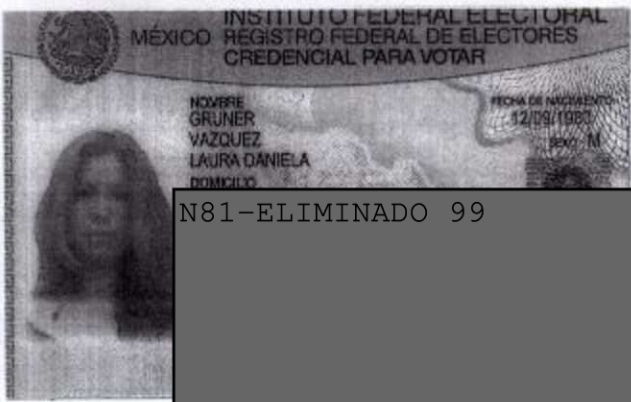 INSTITUTO FEDERAL ELECTORAL
MÉXICO REGISTRO FEDERAL DE ELECTORES
CREDENCIAL PARA VOTAR
NOMBRE
GRUNER
VAZQUEZ
LAURA DANIELA
DOMICILIO
FECHA DE NACIMIENTO
12/09/1980
SEXO M
N81-ELIMINADO 99